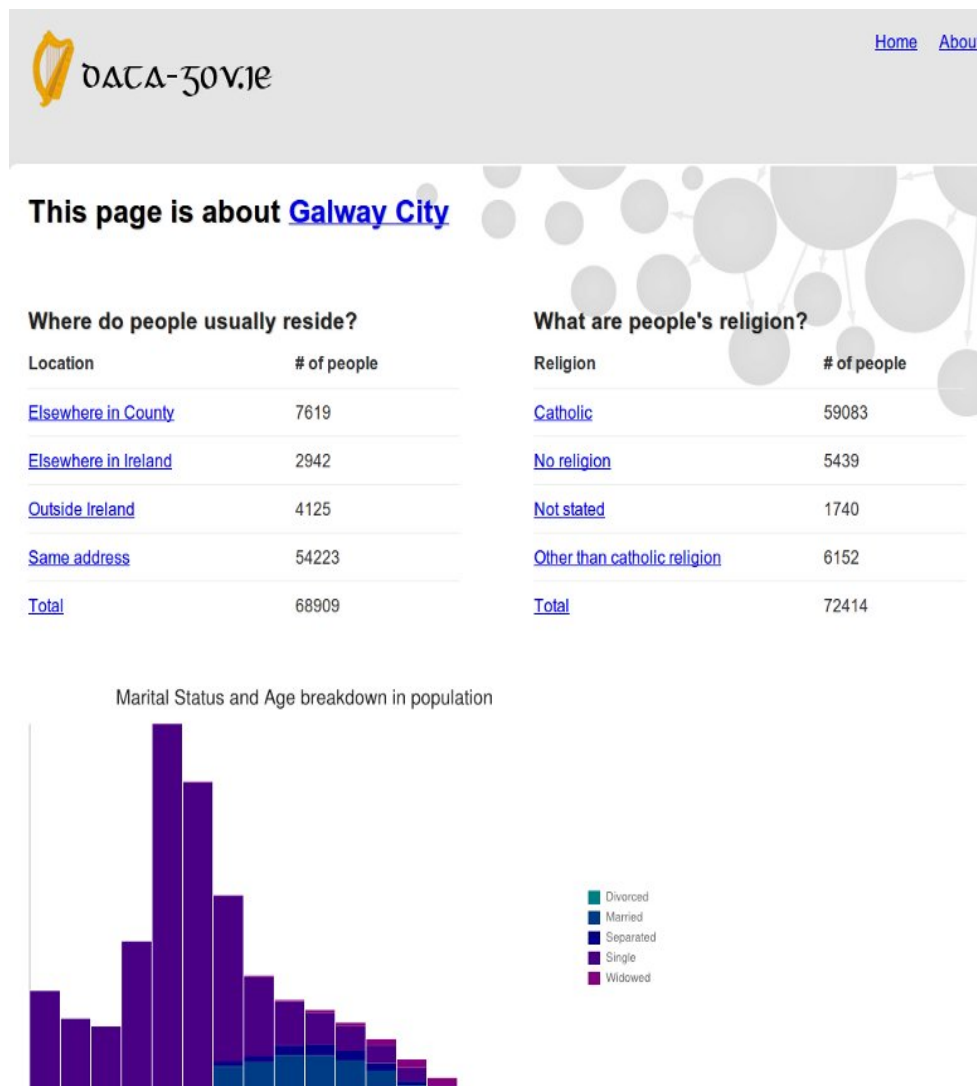 Home About
data-gov.ie
This page is about Galway City
Where do people usually reside?
Location # of people
Elsewhere in County 7619
Elsewhere in Ireland 2942
Outside Ireland 4125
Same address 54223
Total 68909
What are people's religion?
Religion # of people
Catholic 59083
No religion 5439
Not stated 1740
Other than catholic religion 6152
Total 72414
Marital Status and Age breakdown in population
Divorced
Married
Separated
Single
Widowed